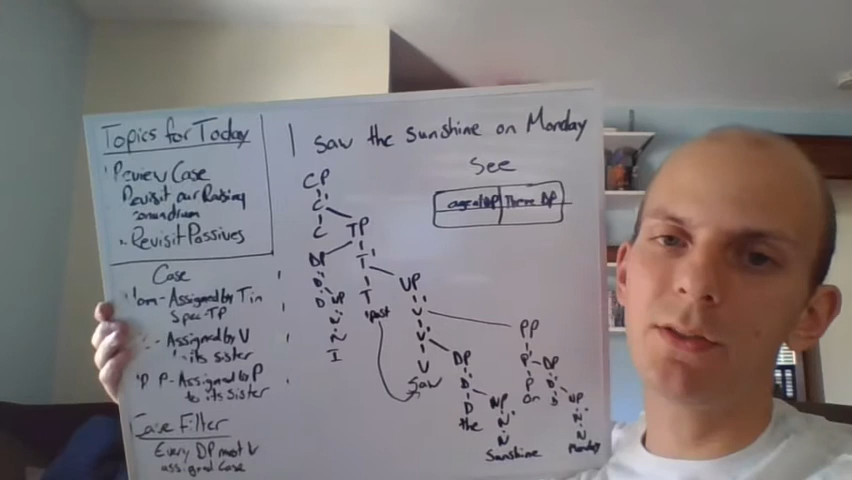 Topics for Today
Review Case
Revisit our Raising
conundrum
Revisit Passives
Case
Nom - Assigned by T in
Spec-TP
- Assigned by V
its sister
P - Assigned by P
to its sister
Case Filter
Every DP must b
assigned case
I saw the sunshine on Monday
See
agent DP Theme DP
CP
C'
C
TP
DP
T'
D'
D
NP
N'
N
I
T
past
VP
V'
V'
V
Saw
DP
D'
D
the
NP
N'
N
Sunshine
PP
P'
P
on
DP
D'
D
NP
N'
N
Monday